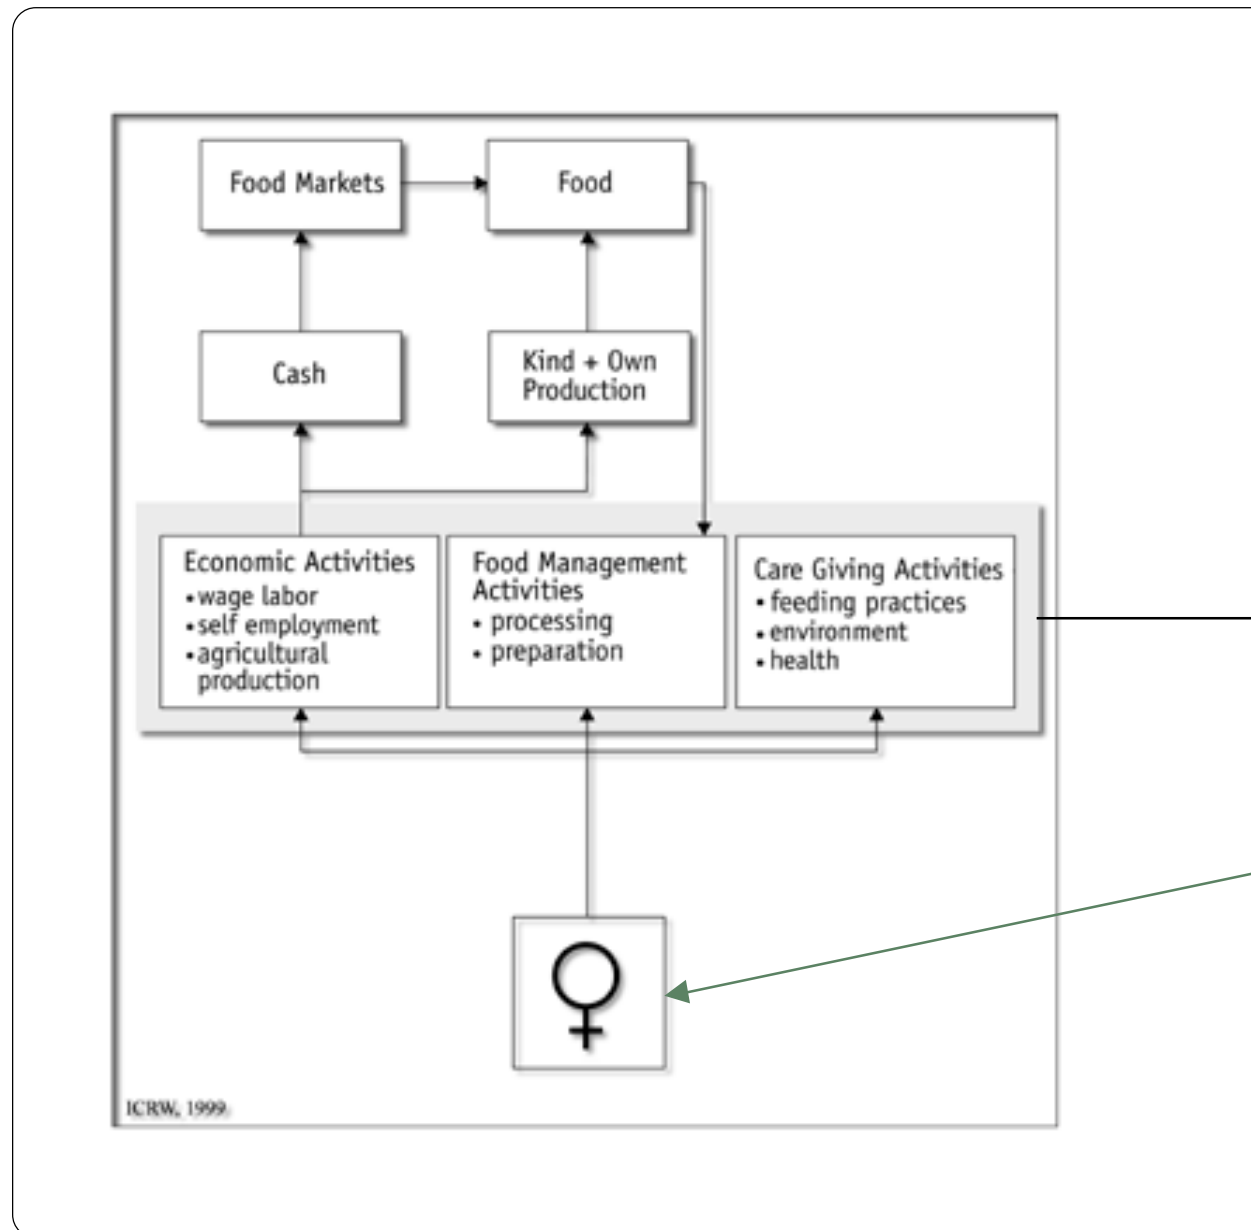 Food Markets
Food
Cash
Kind + Own
Production
Economic Activities
• wage labor
• self employment
• agricultural
production
Food Management
Activities
• processing
• preparation
Care Giving Activities
• feeding practices
• environment
• health
ICRW, 1999.